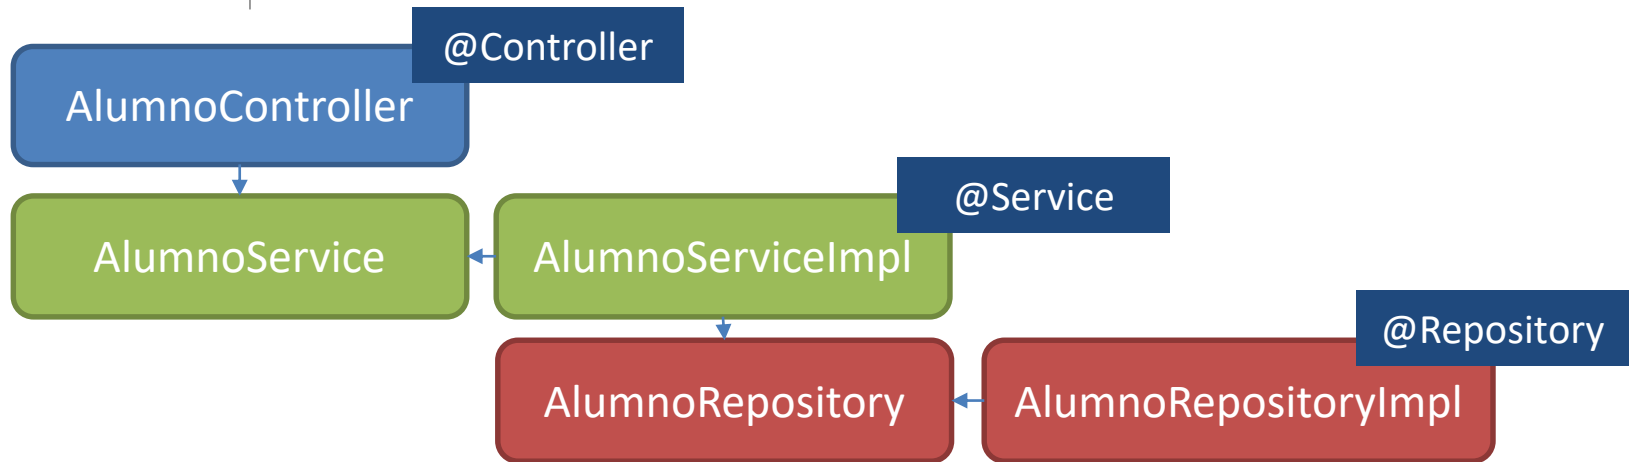 @Controller
AlumnoController
@Service
AlumnoService
AlumnoServiceImpl
@Repository
AlumnoRepository
AlumnoRepositoryImpl